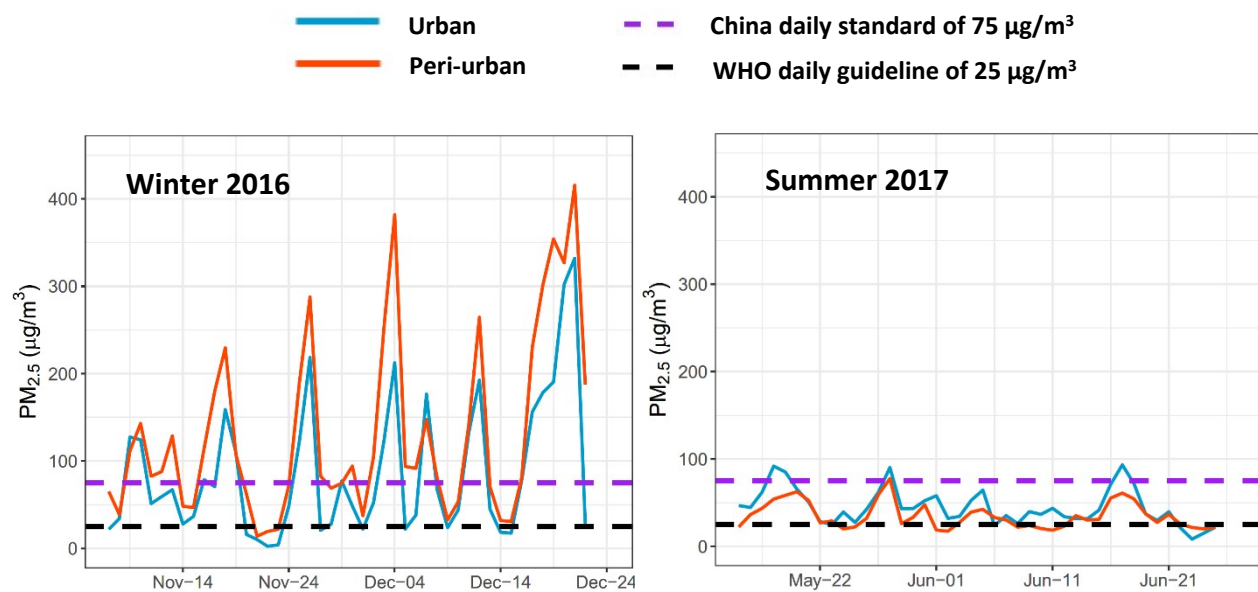 Urban
China daily standard of 75 µg/m³
Peri-urban
WHO daily guideline of 25 µg/m³
Winter 2016
PM₂.₅ (µg/m³)
400
300
200
100
0
Nov−14
Nov−24
Dec−04
Dec−14
Dec−24
Summer 2017
PM₂.₅ (µg/m³)
400
300
200
100
0
May−22
Jun−01
Jun−11
Jun−21